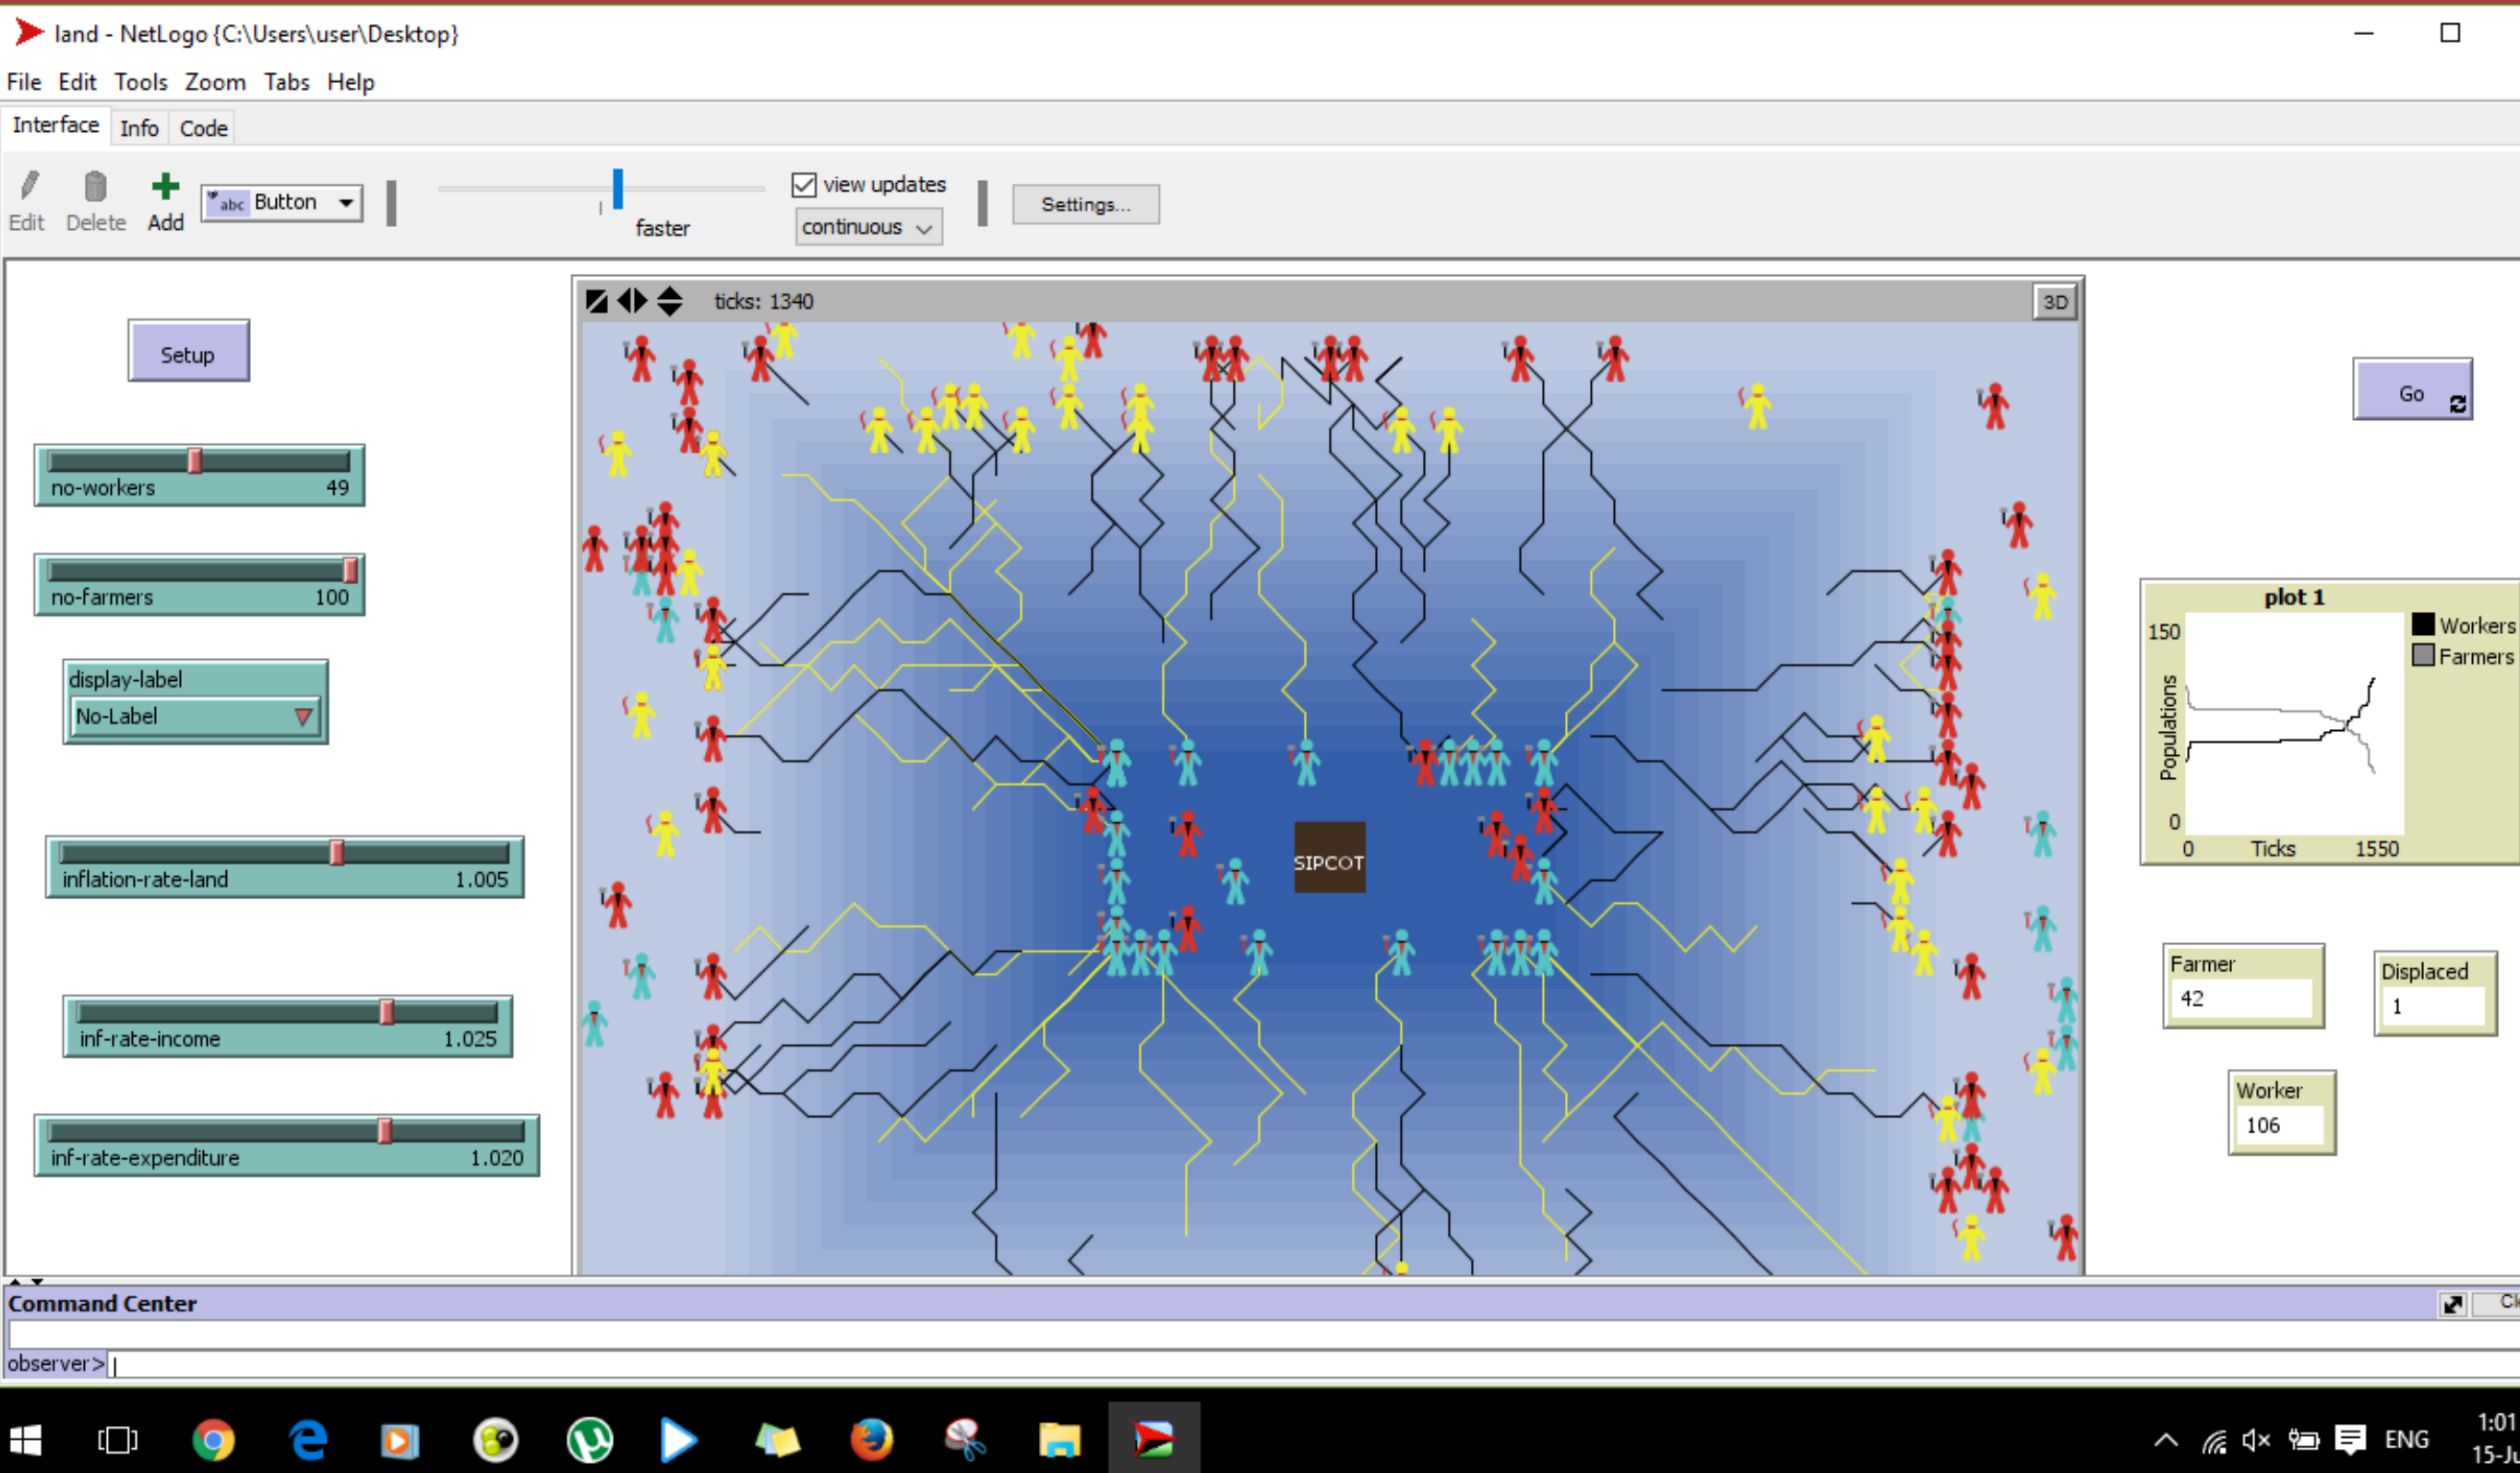 land - NetLogo {C:\Users\user\Desktop}
File Edit Tools Zoom Tabs Help
Interface Info Code
Edit Delete Add abc Button faster view updates continuous Settings...
ticks: 1340 3D
Setup
Go
no-workers 49
no-farmers 100
display-label
No-Label
inflation-rate-land 1.005
inf-rate-income 1.025
inf-rate-expenditure 1.020
SIPCOT
plot 1
150
Populations
0
0 Ticks 1550
Workers
Farmers
Farmer
42
Displaced
1
Worker
106
Command Center
observer>
ENG
1:01